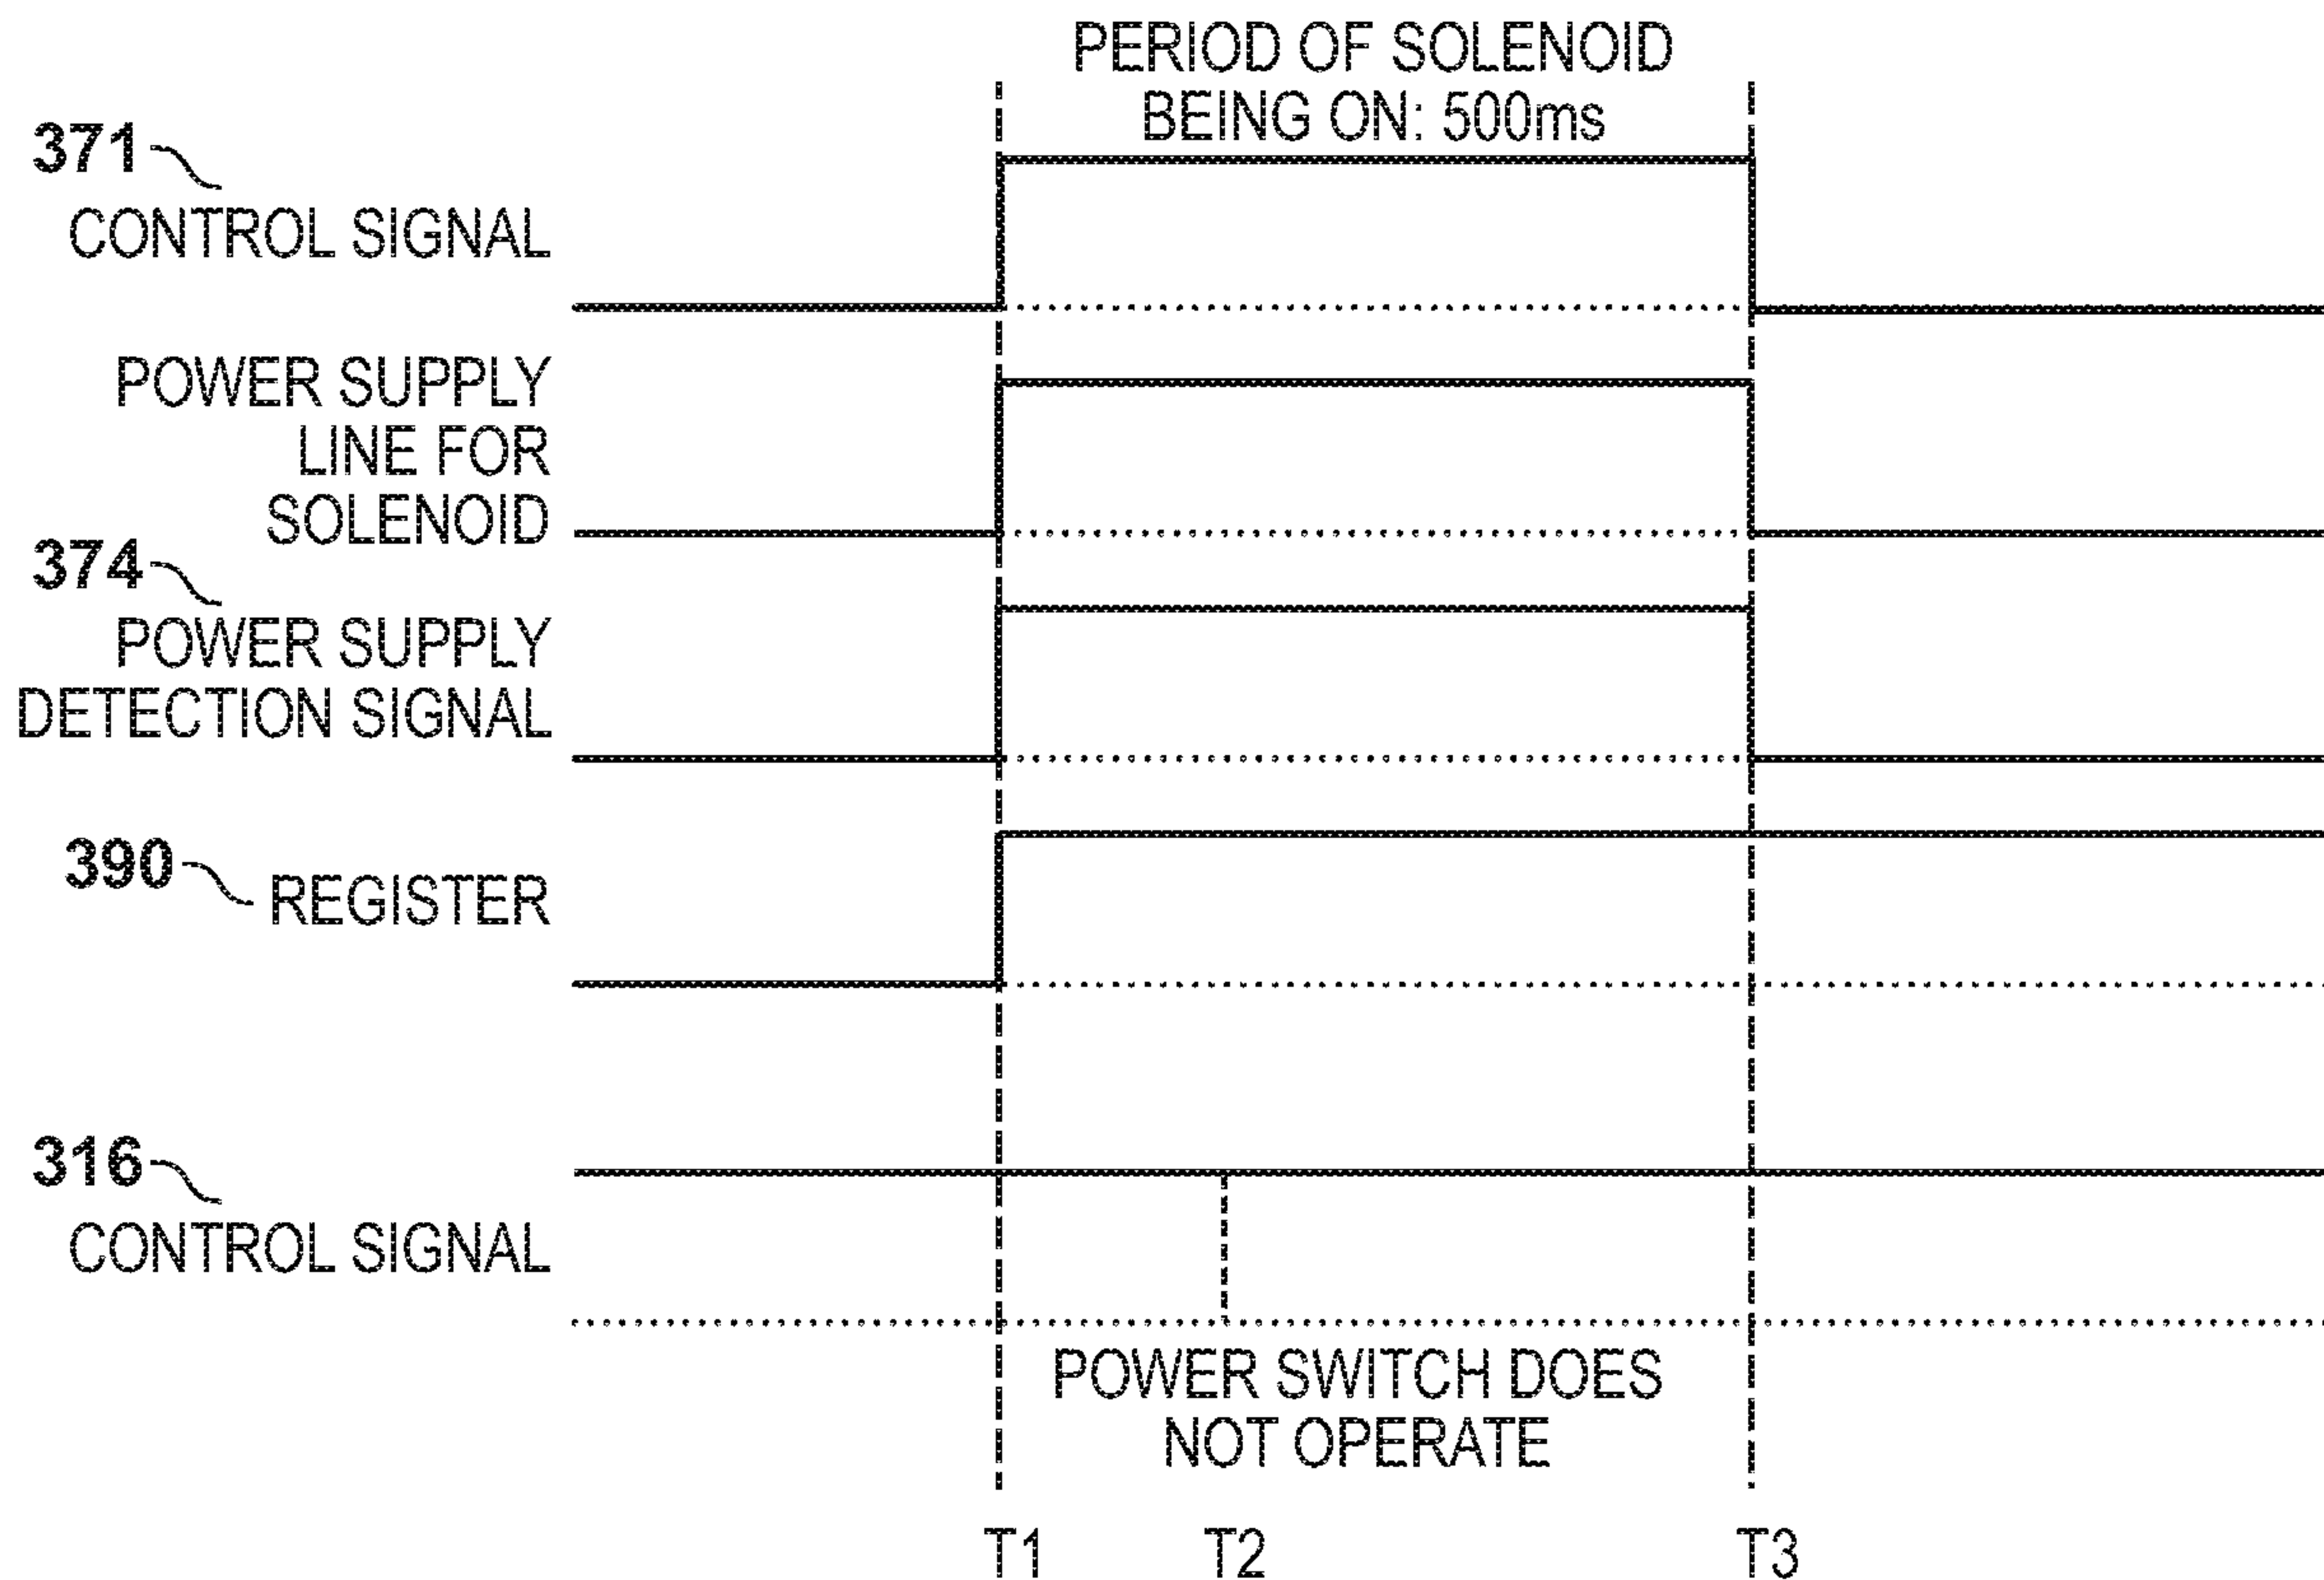 PERIOD OF SOLENOID
BEING ON: 500ms
371
CONTROL SIGNAL
POWER SUPPLY
LINE FOR
SOLENOID
374
POWER SUPPLY
DETECTION SIGNAL
390
REGISTER
316
CONTROL SIGNAL
POWER SWITCH DOES
NOT OPERATE
T1 T2 T3